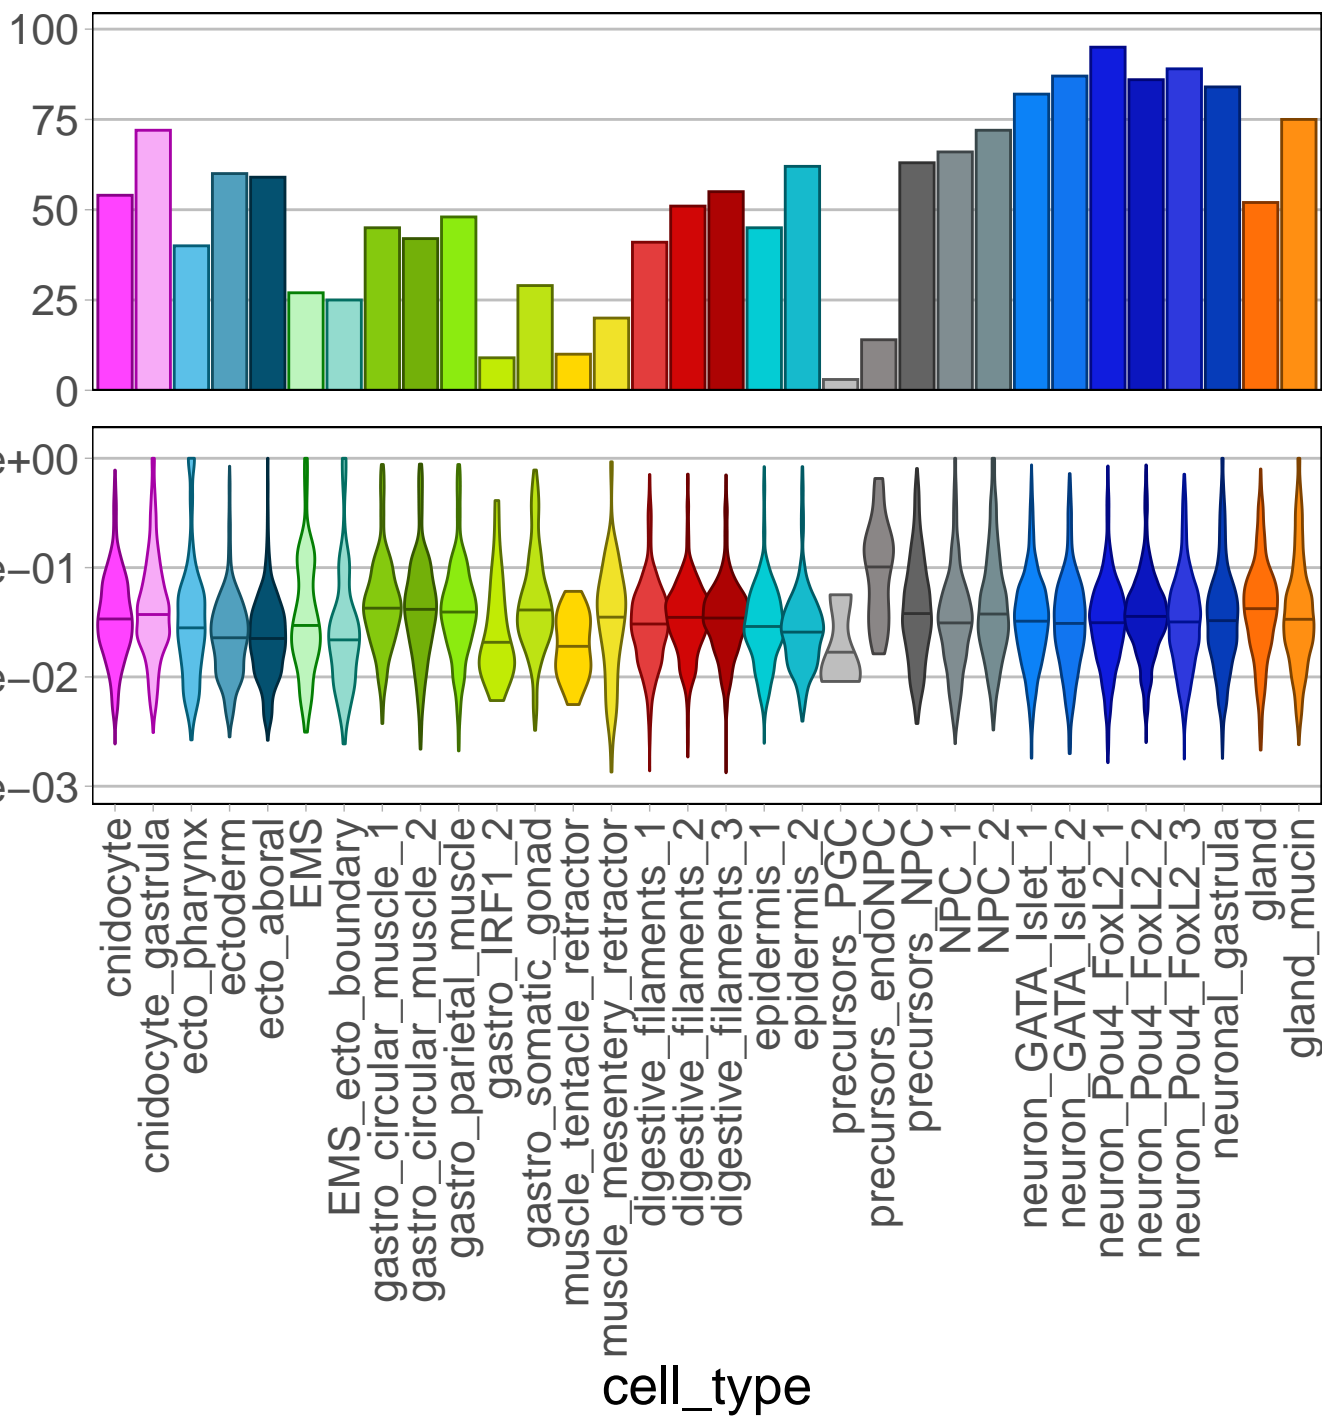 100
75
50
25
0
e+00
e−01
e−02
e−03
cnidocyte
cnidocyte_gastrula
ecto_pharynx
ectoderm
ecto_aboral
EMS
EMS_ecto_boundary
gastro_circular_muscle_1
gastro_circular_muscle_2
gastro_parietal_muscle
gastro_IRF1_2
gastro_somatic_gonad
muscle_tentacle_retractor
muscle_mesentery_retractor
digestive_filaments_1
digestive_filaments_2
digestive_filaments_3
epidermis_1
epidermis_2
precursors_PGC
precursors_endoNPC
precursors_NPC
NPC_1
NPC_2
neuron_GATA_Islet_1
neuron_GATA_Islet_2
neuron_Pou4_FoxL2_1
neuron_Pou4_FoxL2_2
neuron_Pou4_FoxL2_3
neuronal_gastrula
gland
gland_mucin
cell_type